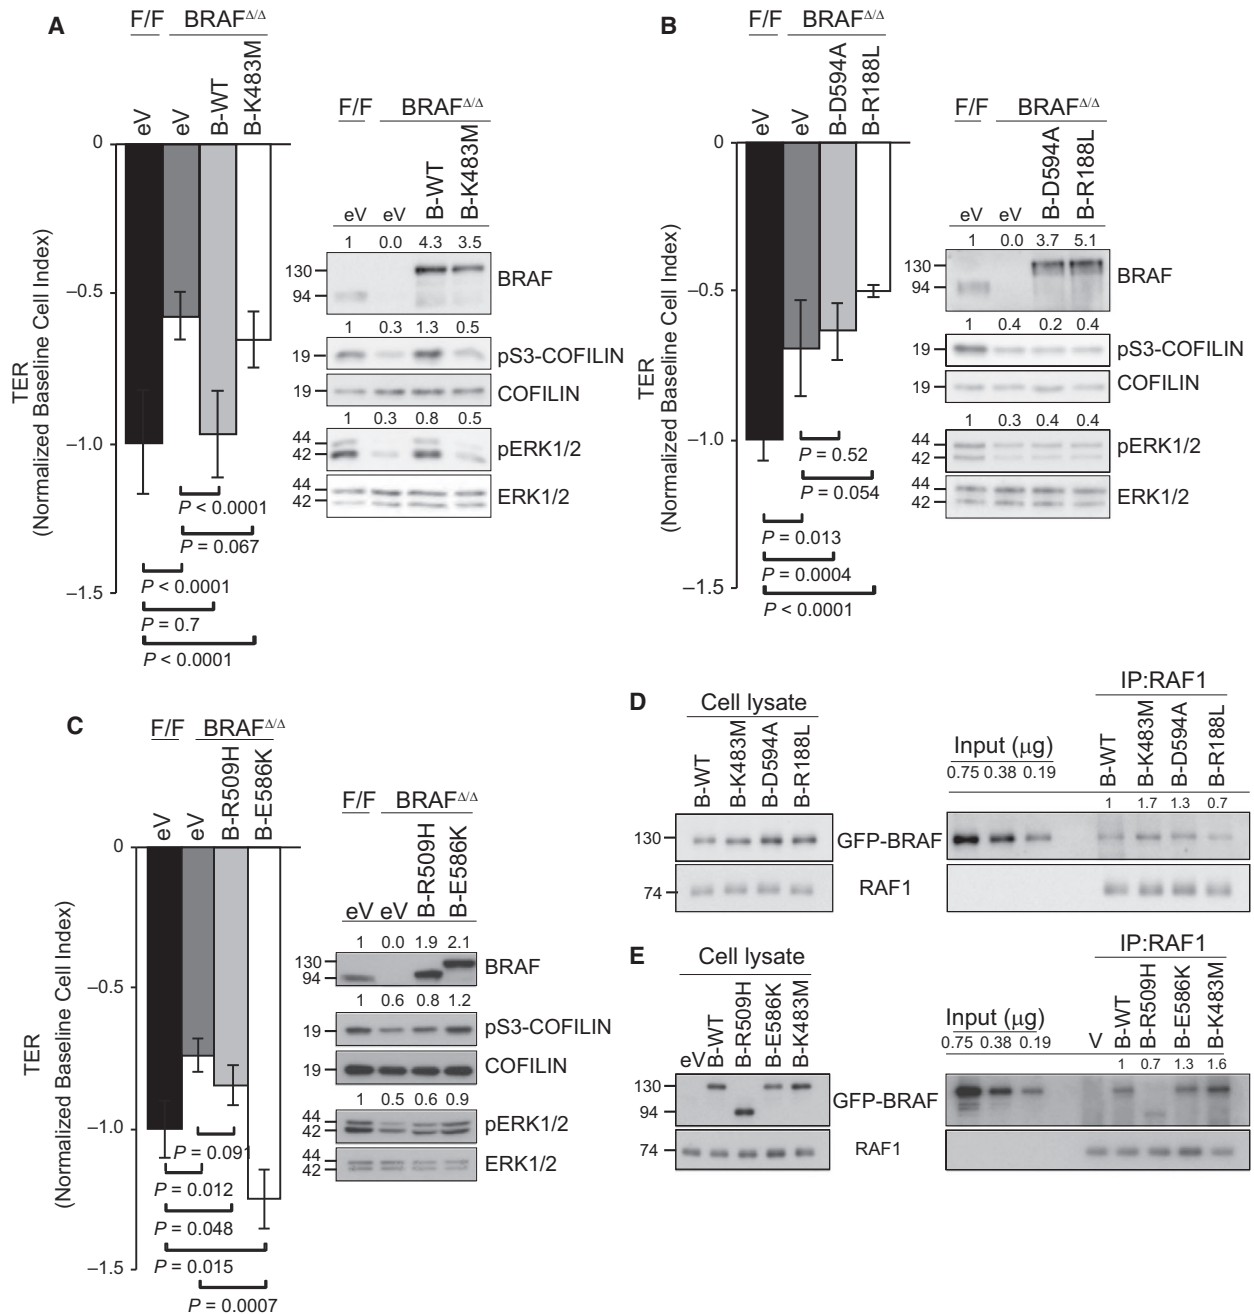 A
F/F BRAFΔ/Δ
eV eV B-WT B-K483M
0
−0.5
−1.0
−1.5
TER
(Normalized Baseline Cell Index)
P < 0.0001
P = 0.067
P < 0.0001
P = 0.7
P < 0.0001
F/F BRAFΔ/Δ
eV eV B-WT B-K483M
1 0.0 4.3 3.5
130
94
BRAF
1 0.3 1.3 0.5
19 pS3-COFILIN
19 COFILIN
1 0.3 0.8 0.5
44
42
pERK1/2
44
42
ERK1/2
B
F/F BRAFΔ/Δ
eV eV B-D594A B-R188L
0
−0.5
−1.0
−1.5
TER
(Normalized Baseline Cell Index)
P = 0.52
P = 0.054
P = 0.013
P = 0.0004
P < 0.0001
F/F BRAFΔ/Δ
eV eV B-D594A B-R188L
1 0.0 3.7 5.1
130
94
BRAF
1 0.4 0.2 0.4
19 pS3-COFILIN
19 COFILIN
1 0.3 0.4 0.4
44
42
pERK1/2
44
42
ERK1/2
C
F/F BRAFΔ/Δ
eV eV B-R509H B-E586K
0
−0.5
−1.0
−1.5
TER
(Normalized Baseline Cell Index)
P = 0.091
P = 0.012
P = 0.048
P = 0.015
P = 0.0007
F/F BRAFΔ/Δ
eV eV B-R509H B-E586K
1 0.0 1.9 2.1
130
94
BRAF
1 0.6 0.8 1.2
19 pS3-COFILIN
19 COFILIN
1 0.5 0.6 0.9
44
42
pERK1/2
44
42
ERK1/2
D
Cell lysate
B-WT B-K483M B-D594A B-R188L
130 GFP-BRAF
74 RAF1
IP:RAF1
Input (μg)
0.75 0.38 0.19
B-WT B-K483M B-D594A B-R188L
1 1.7 1.3 0.7
E
Cell lysate
eV B-WT B-R509H B-E586K B-K483M
130
94
GFP-BRAF
74 RAF1
IP:RAF1
Input (μg)
0.75 0.38 0.19
V B-WT B-R509H B-E586K B-K483M
1 0.7 1.3 1.6